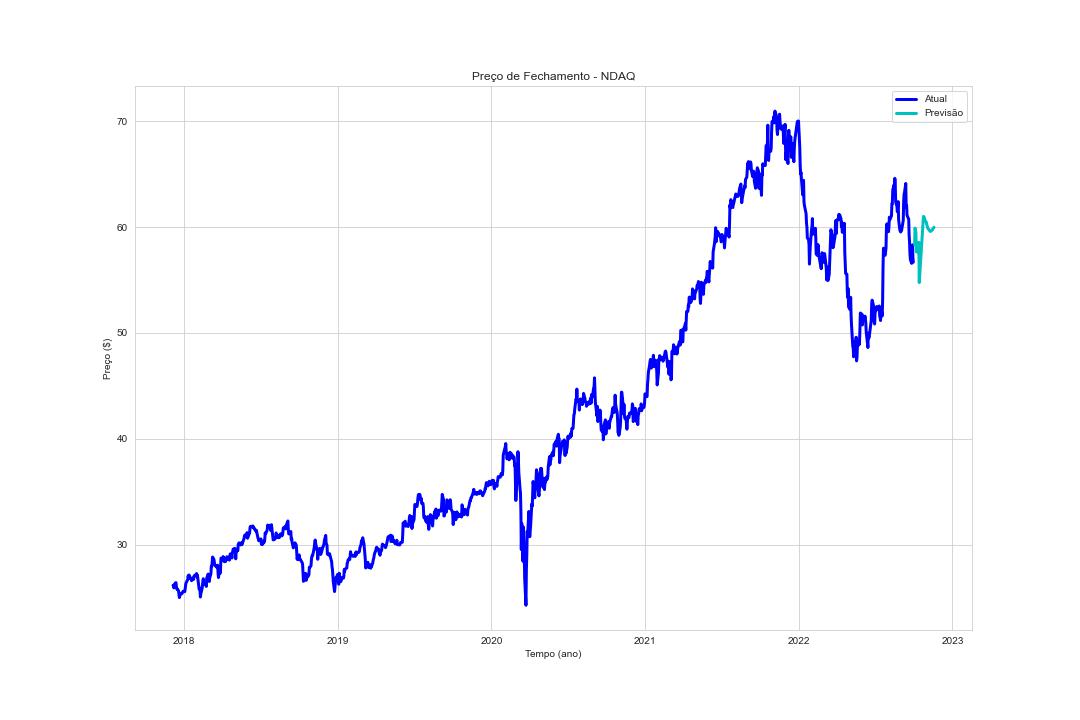 Preço de Fechamento - NDAQ
Atual
Previsão
Preço ($)
70
60
50
40
30
2018
2019
2020
2021
2022
2023
Tempo (ano)